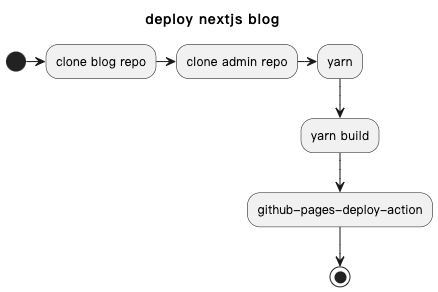 deploy nextjs blog
clone blog repo
clone admin repo
yarn
yarn build
github-pages-deploy-action